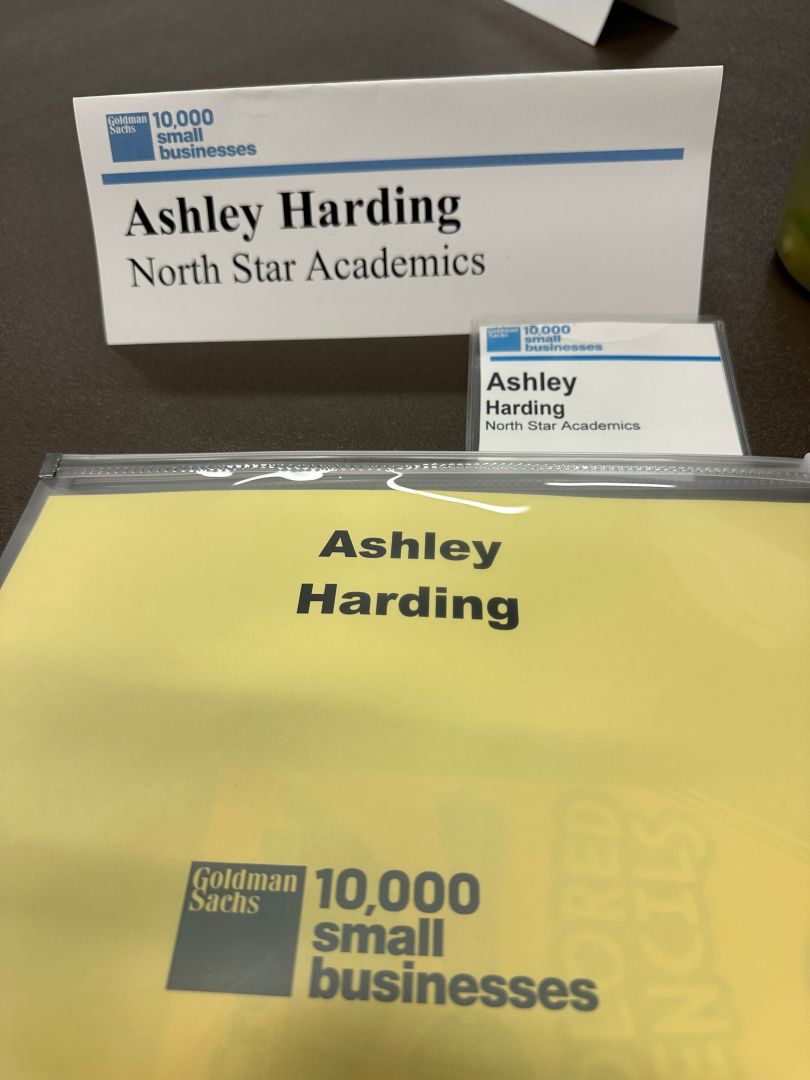 Goldman
Sachs
10,000
small
businesses
Ashley Harding
North Star Academics
Goldman
Sachs
10,000
small
businesses
Ashley
Harding
North Star Academics
Ashley
Harding
Goldman
Sachs
10,000
small
businesses